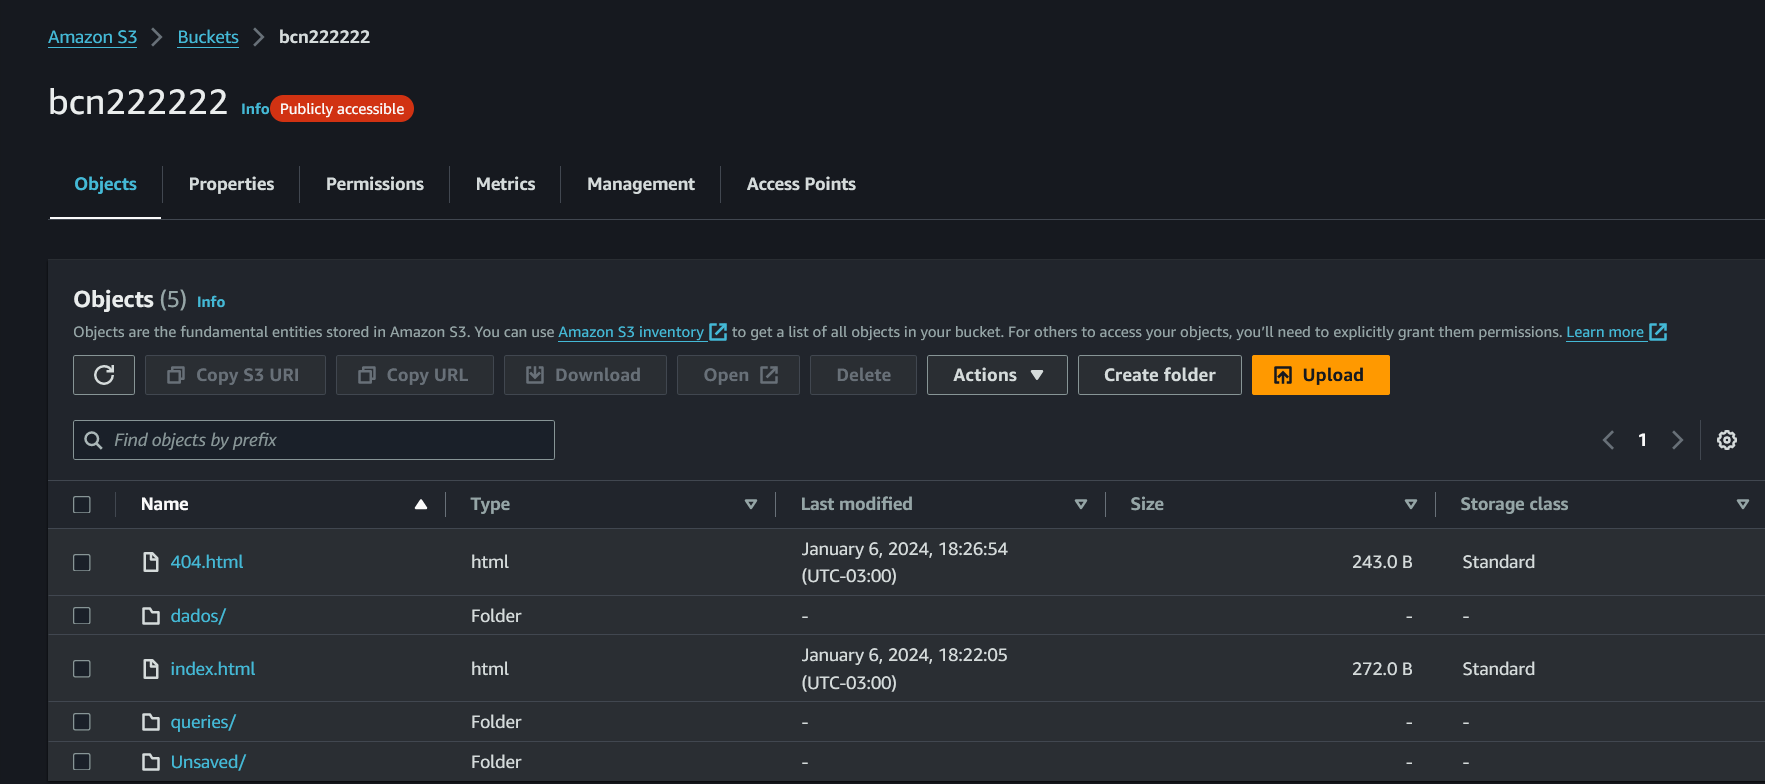 Amazon S3 > Buckets > bcn222222
bcn222222 Info Publicly accessible
Objects Properties Permissions Metrics Management Access Points
Objects (5) Info
Objects are the fundamental entities stored in Amazon S3. You can use Amazon S3 inventory to get a list of all objects in your bucket. For others to access your objects, you'll need to explicitly grant them permissions. Learn more
Copy S3 URI Copy URL Download Open Delete Actions Create folder Upload
Find objects by prefix 1
Name Type Last modified Size Storage class
404.html html January 6, 2024, 18:26:54 (UTC-03:00) 243.0 B Standard
dados/ Folder - - -
index.html html January 6, 2024, 18:22:05 (UTC-03:00) 272.0 B Standard
queries/ Folder - - -
Unsaved/ Folder - - -